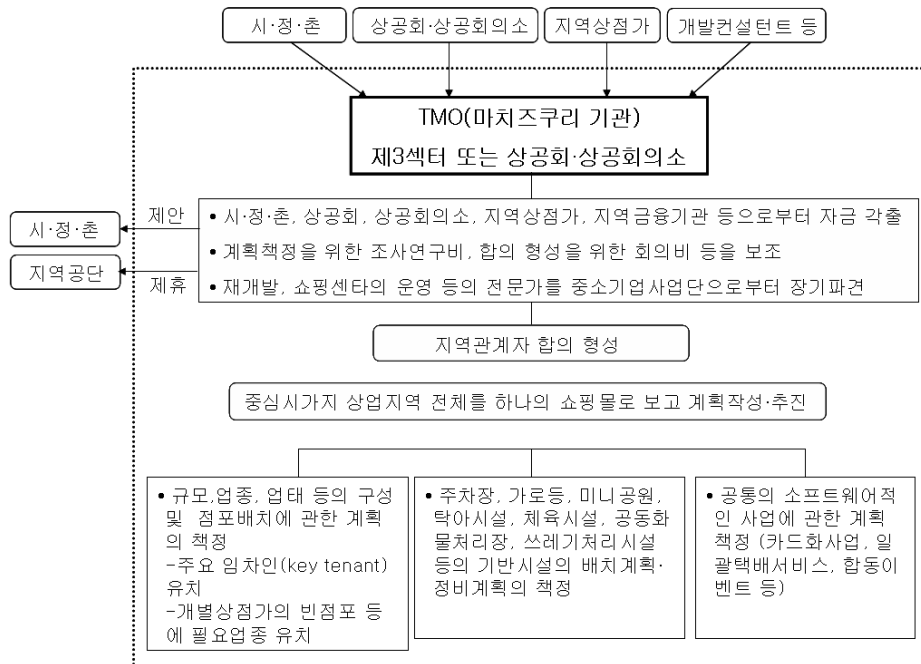 시·정·촌
상공회·상공회의소
지역상점가
개발컨설턴트 등
TMO(마치즈쿠리 기관)
제3섹터 또는 상공회·상공회의소
제안
시·정·촌
지역공단
제휴
• 시·정·촌, 상공회, 상공회의소, 지역상점가, 지역금융기관 등으로부터 자금 각출
• 계획책정을 위한 조사연구비, 합의 형성을 위한 회의비 등을 보조
• 재개발, 쇼핑센타의 운영 등의 전문가를 중소기업사업단으로부터 장기파견
지역관계자 합의 형성
중심시가지 상업지역 전체를 하나의 쇼핑몰로 보고 계획작성·추진
• 규모,업종, 업태 등의 구성
및 점포배치에 관한 계획
의 책정
-주요 임차인(key tenant)
유치
-개별상점가의 빈점포 등
에 필요업종 유치
• 주차장, 가로등, 미니공원,
탁아시설, 체육시설, 공동화
물처리장, 쓰레기처리시설
등의 기반시설의 배치계획·
정비계획의 책정
• 공통의 소프트웨어적
인 사업에 관한 계획
책정 (카드화사업, 일
괄택배서비스, 합동이
벤트 등)